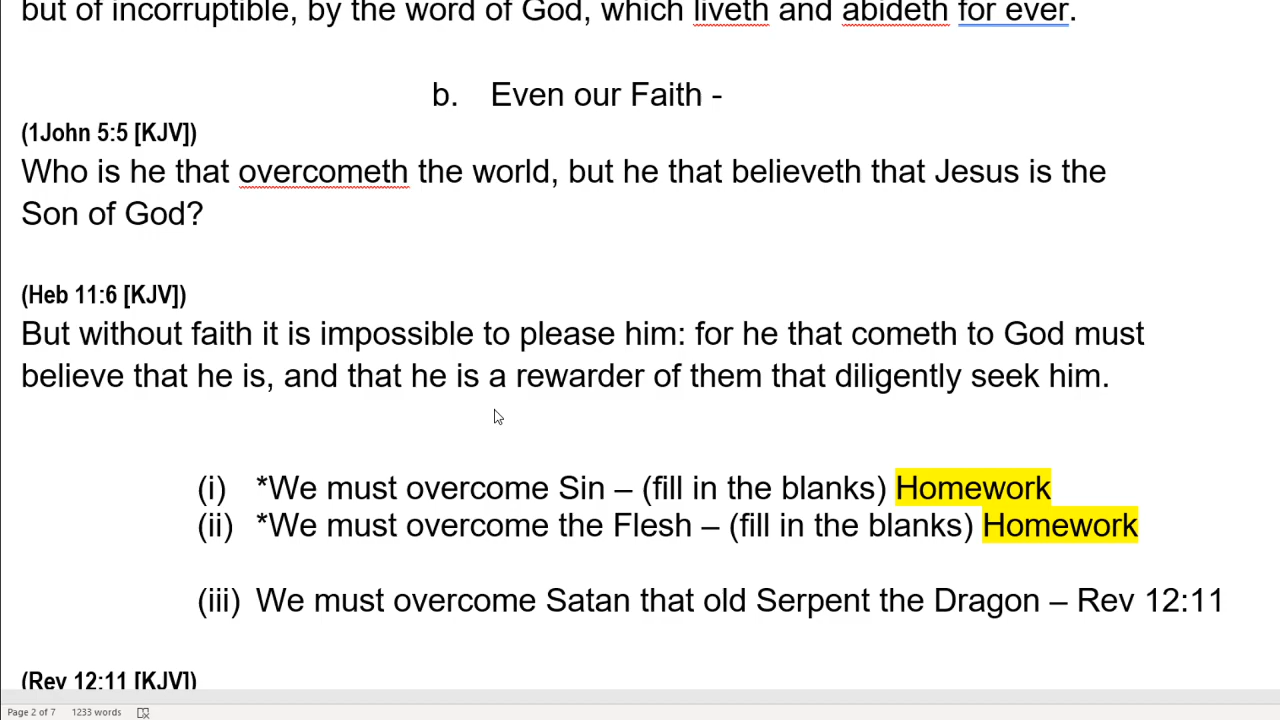 but of incorruptible, by the word of God, which liveth and abideth for ever.
b. Even our Faith -
(1John 5:5 [KJV])
Who is he that overcometh the world, but he that believeth that Jesus is the
Son of God?
(Heb 11:6 [KJV])
But without faith it is impossible to please him: for he that cometh to God must
believe that he is, and that he is a rewarder of them that diligently seek him.
(i) *We must overcome Sin – (fill in the blanks) Homework
(ii) *We must overcome the Flesh – (fill in the blanks) Homework
(iii) We must overcome Satan that old Serpent the Dragon – Rev 12:11
(Rev 12:11 [KJV])
Page 2 of 7 1233 words